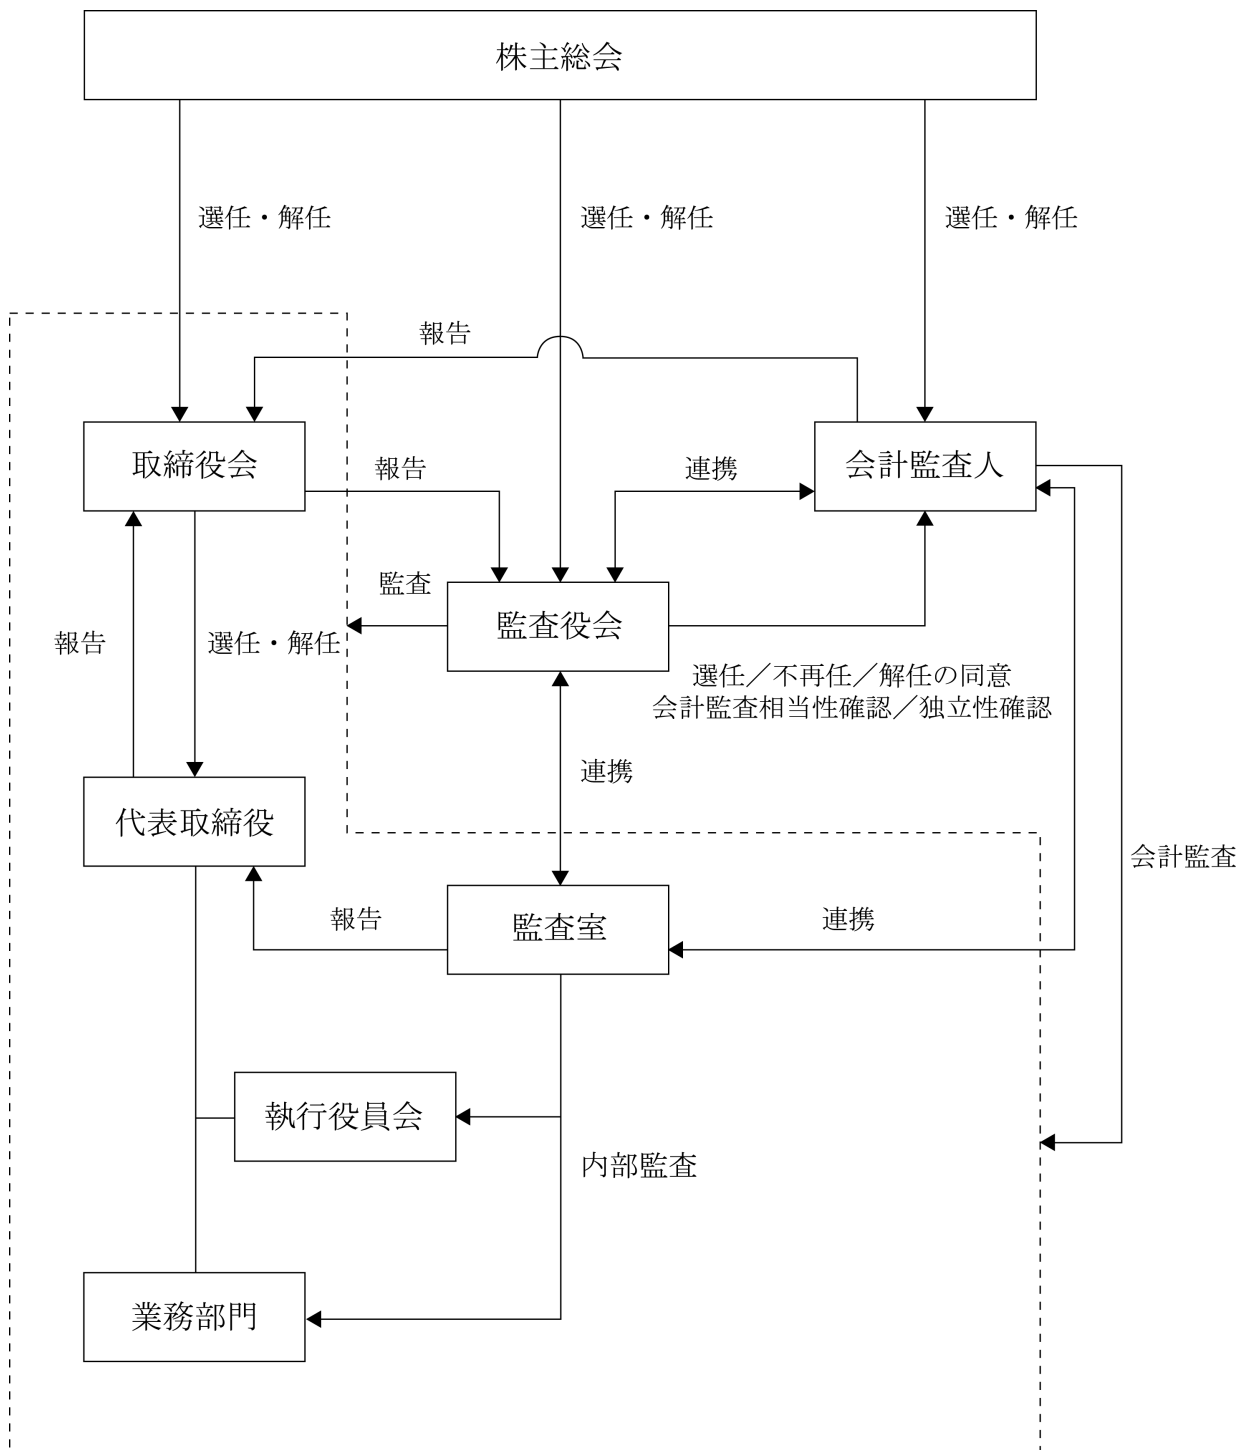 株主総会
選任・解任
選任・解任
選任・解任
報告
取締役会
報告
連携
会計監査人
監査
監査役会
報告
選任・解任
選任／不再任／解任の同意
会計監査相当性確認／独立性確認
連携
代表取締役
会計監査
報告
監査室
連携
執行役員会
内部監査
業務部門